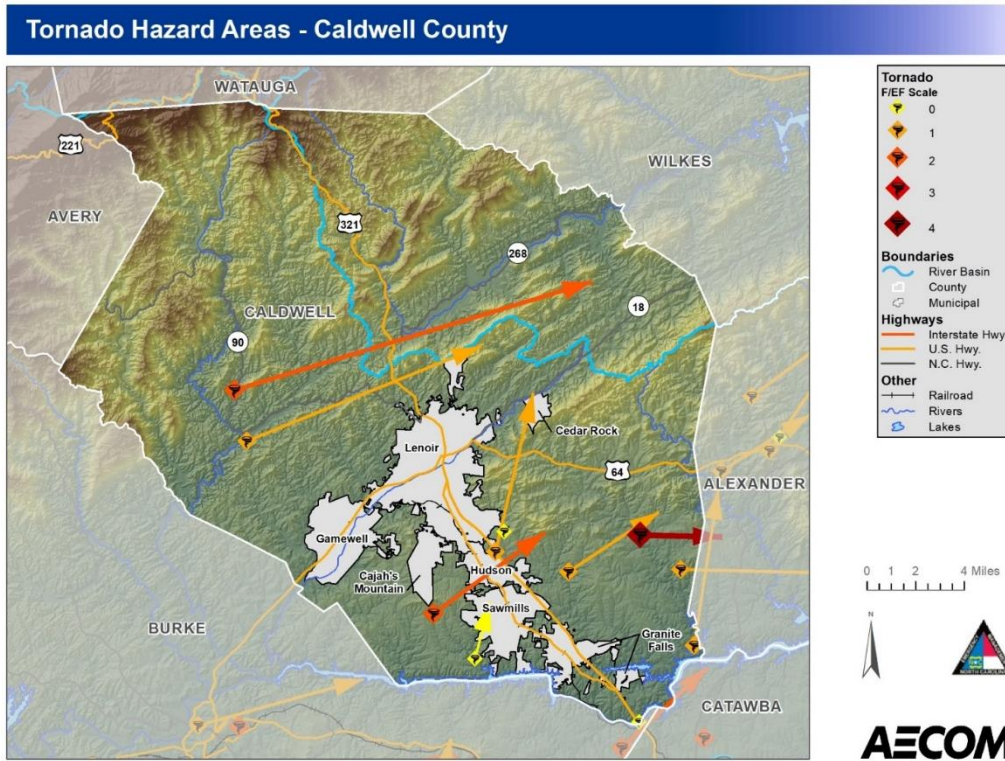 Tornado Hazard Areas - Caldwell County
WATAUGA
221
WILKES
AVERY
321
268
18
CALDWELL
90
Cedar Rock
Lenoir
64
ALEXANDER
Gamewell
Cajah's
Mountain
Hudson
Sawmills
BURKE
Granite
Falls
CATAWBA
Tornado
F/EF Scale
0
1
2
3
4
Boundaries
River Basin
County
Municipal
Highways
Interstate Hwy
U.S. Hwy.
N.C. Hwy.
Other
Railroad
Rivers
Lakes
0 1 2 4 Miles
N
NORTH CAROLINA
AECOM